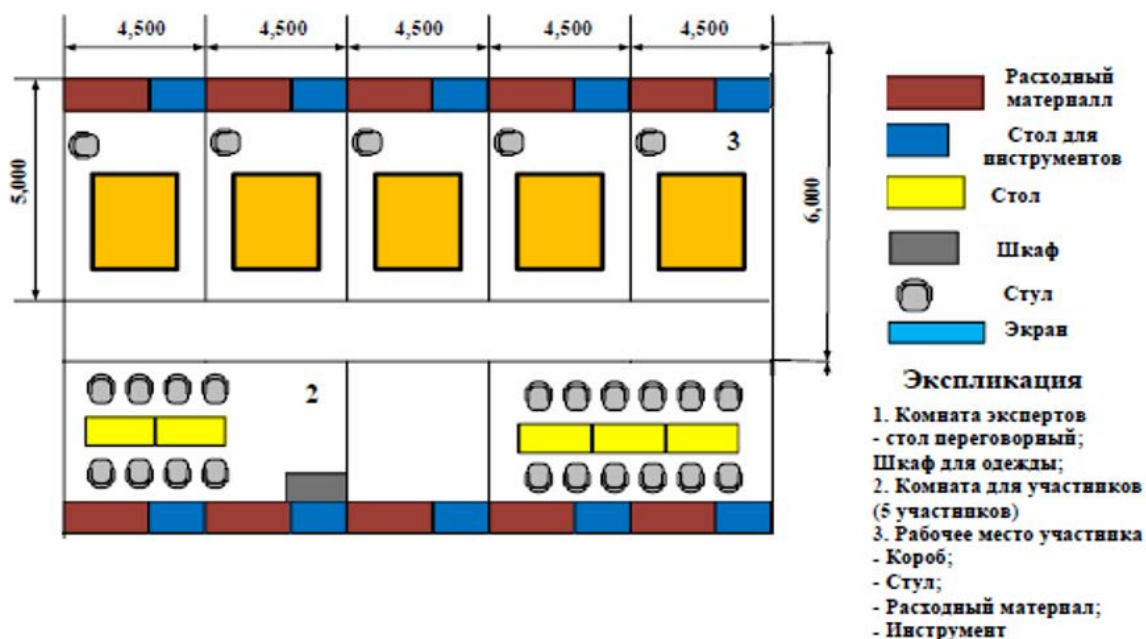 4,500 4,500 4,500 4,500 4,500
5,000
6,000
3
2
Расходный
материалл
Стол для
инструментов
Стол
Шкаф
Стул
Экран
Экспликация
1. Комната экспертов
- стол переговорный;
Шкаф для одежды;
2. Комната для участников
(5 участников)
3. Рабочее место участника
- Короб;
- Стул;
- Расходный материал;
- Инструмент